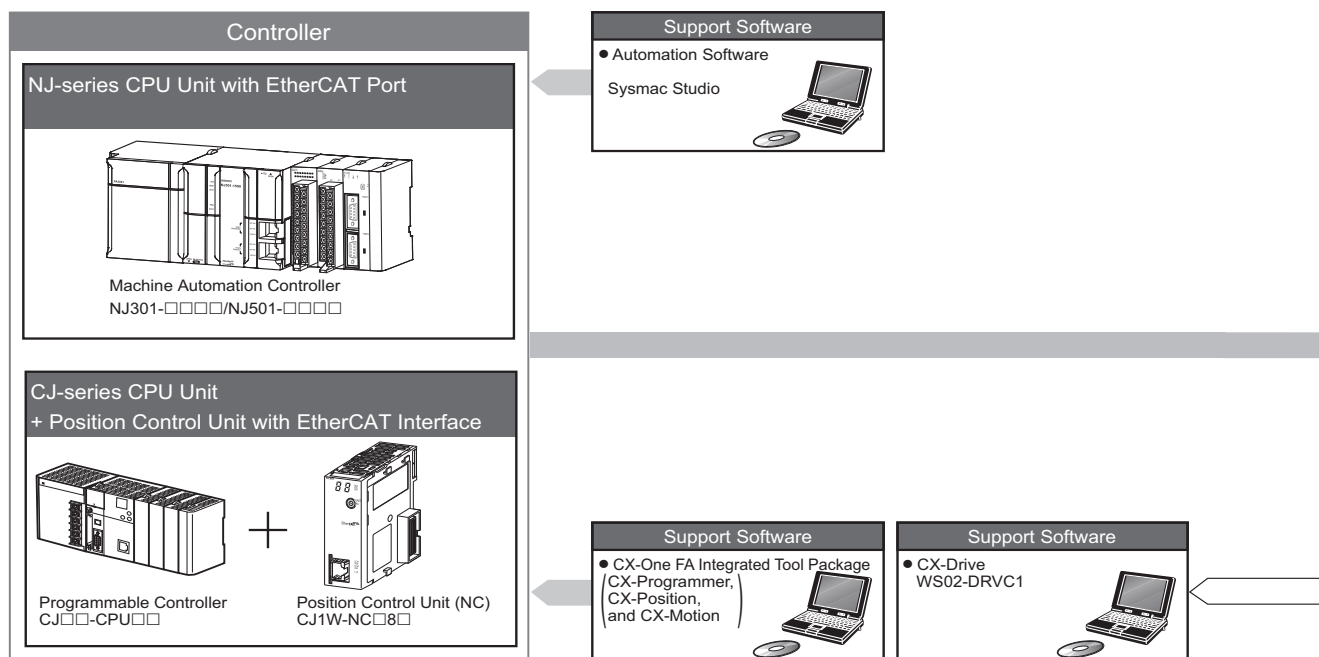 Controller
NJ-series CPU Unit with EtherCAT Port
Machine Automation Controller
NJ301-□□□□/NJ501-□□□□
Support Software
● Automation Software
Sysmac Studio
CJ-series CPU Unit
+ Position Control Unit with EtherCAT Interface
Programmable Controller
CJ□□-CPU□□
Position Control Unit (NC)
CJ1W-NC□8□
Support Software
● CX-One FA Integrated Tool Package
(CX-Programmer,
CX-Position,
and CX-Motion)
Support Software
● CX-Drive
WS02-DRVC1